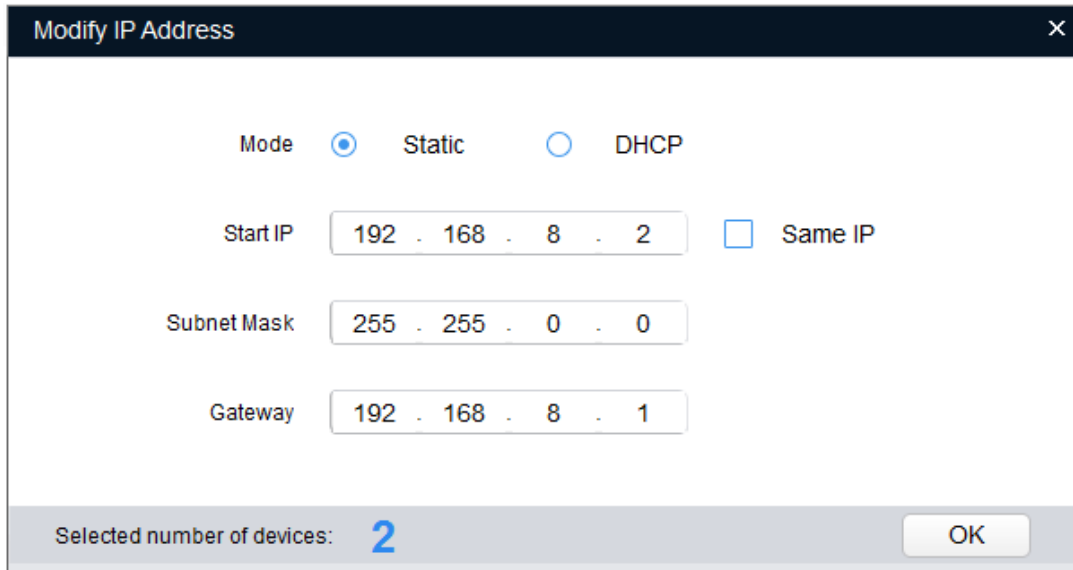 Modify IP Address ×
Mode Static DHCP
Start IP 192 . 168 . 8 . 2 Same IP
Subnet Mask 255 . 255 . 0 . 0
Gateway 192 . 168 . 8 . 1
Selected number of devices: 2 OK